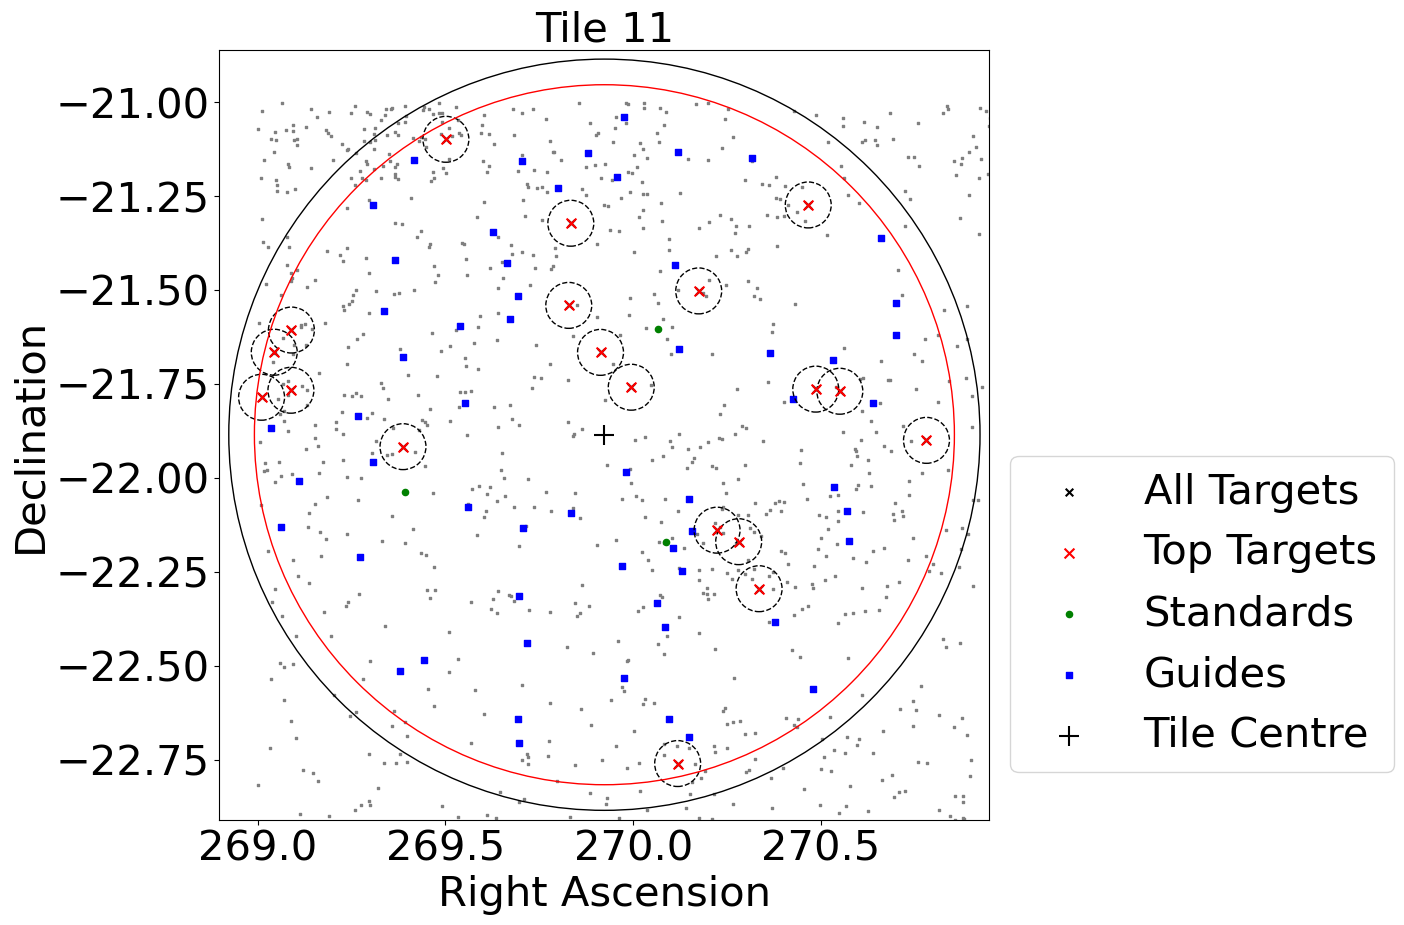 Tile 11
−21.00
−21.25
−21.50
−21.75
−22.00
−22.25
−22.50
−22.75
Declination
269.0 269.5 270.0 270.5
Right Ascension
All Targets
Top Targets
Standards
Guides
Tile Centre